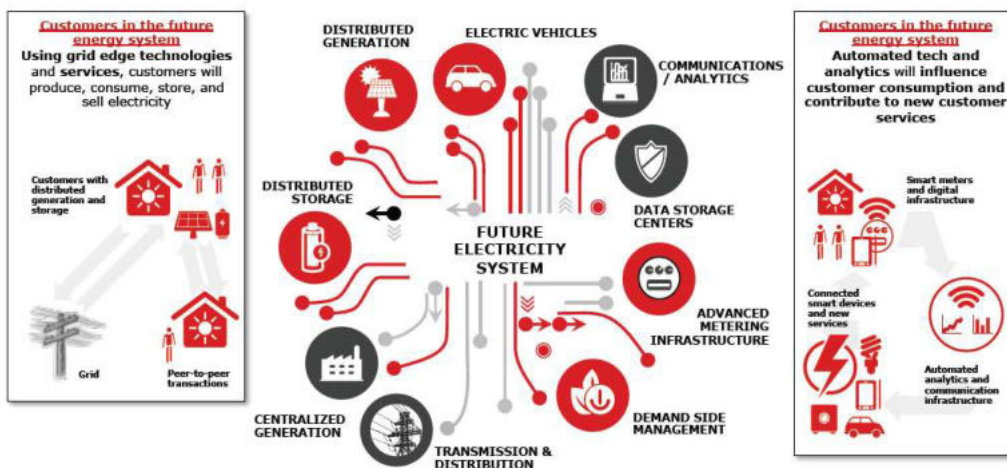 Customers in the future
energy system
Using grid edge technologies
and services, customers will
produce, consume, store, and
sell electricity
Customers with
distributed
generation and
storage
Grid
Peer-to-peer
transactions
DISTRIBUTED
GENERATION
ELECTRIC VEHICLES
COMMUNICATIONS
/ ANALYTICS
DISTRIBUTED
STORAGE
DATA STORAGE
CENTERS
FUTURE
ELECTRICITY
SYSTEM
ADVANCED
METERING
INFRASTRUCTURE
CENTRALIZED
GENERATION
TRANSMISSION &
DISTRIBUTION
DEMAND SIDE
MANAGEMENT
Customers in the future
energy system
Automated tech and
analytics will influence
customer consumption and
contribute to new customer
services
Smart meters
and digital
infrastructure
Connected
smart devices
and new
services
Automated
analytics and
communication
infrastructure